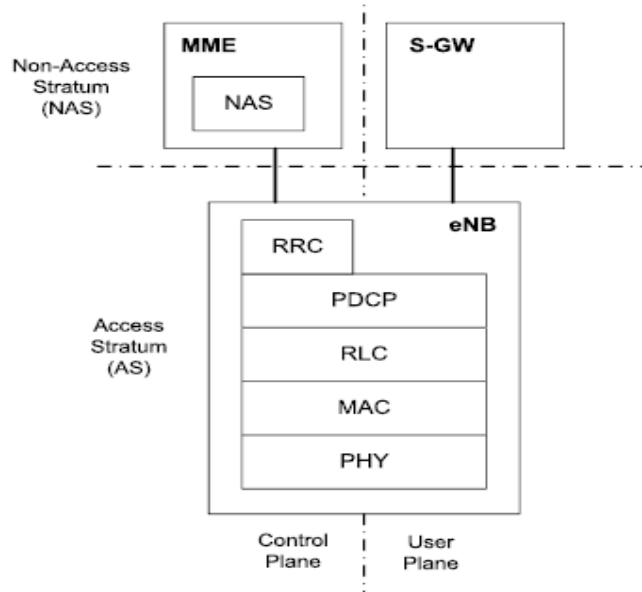 MME
S-GW
Non-Access
Stratum
(NAS)
NAS
eNB
RRC
PDCP
Access
Stratum
(AS)
RLC
MAC
PHY
Control
Plane
User
Plane